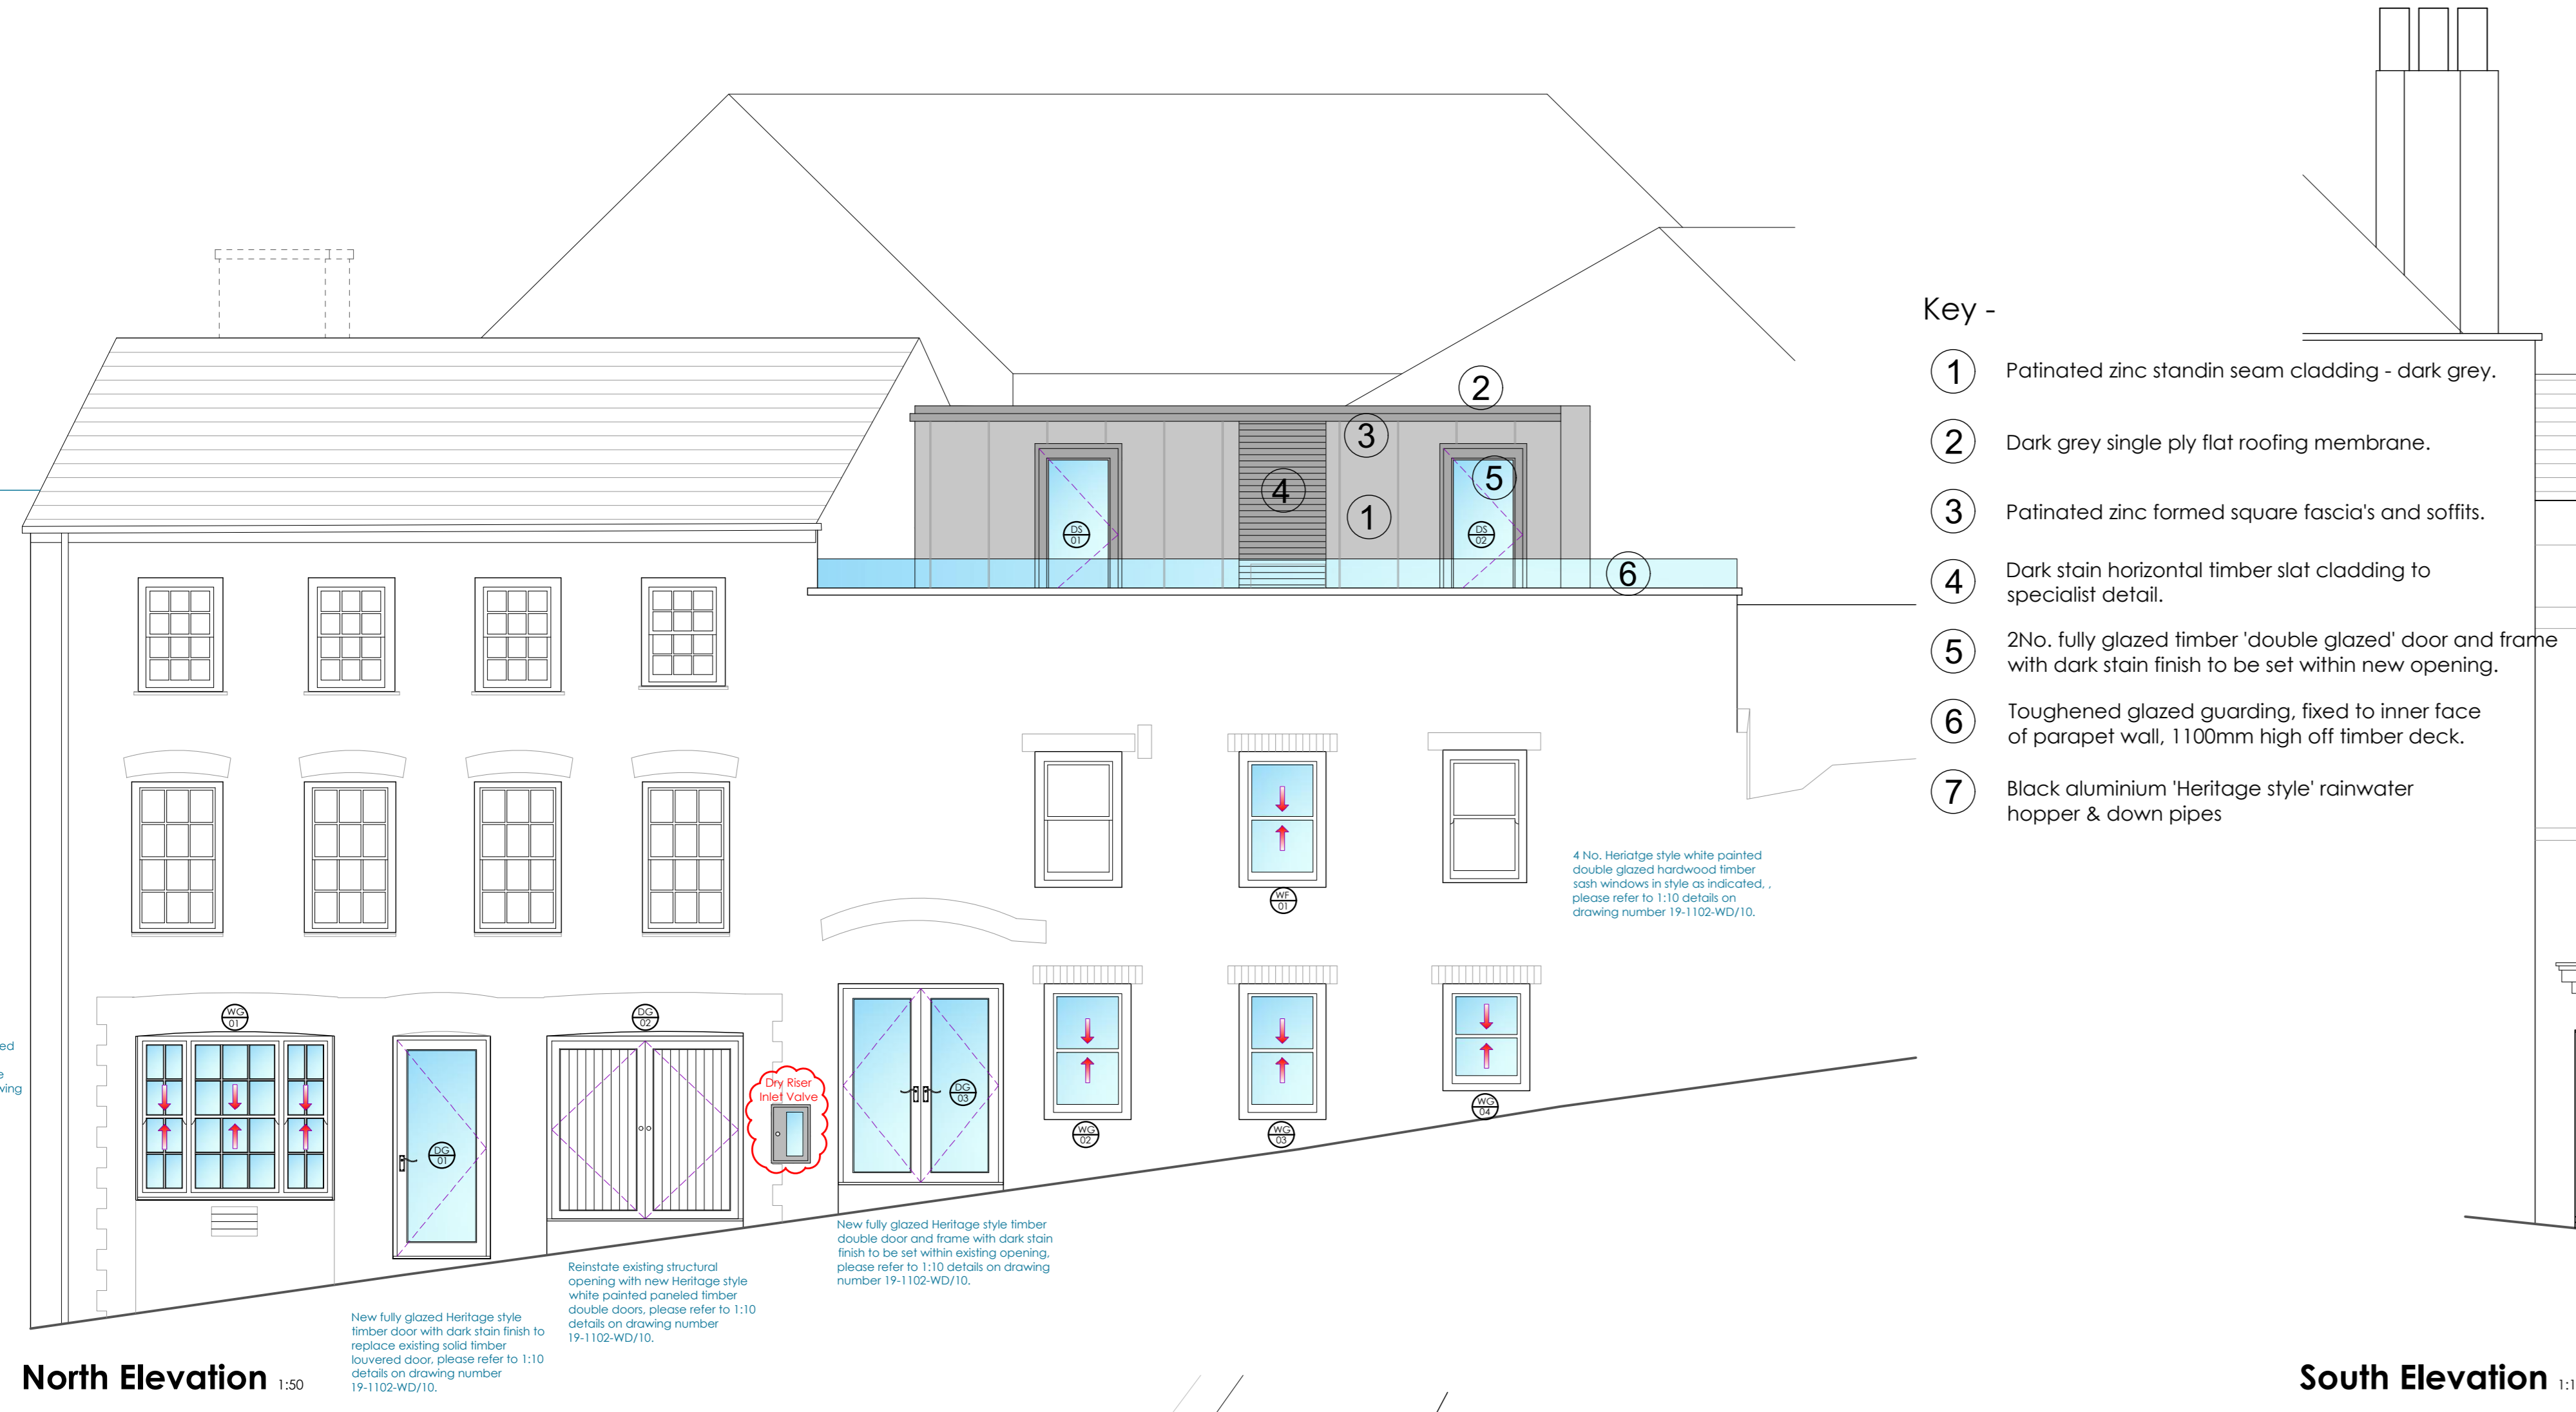 Key -
1 Patinated zinc standin seam cladding - dark grey.
2 Dark grey single ply flat roofing membrane.
3 Patinated zinc formed square fascia's and soffits.
4 Dark stain horizontal timber slat cladding to
specialist detail.
5 2No. fully glazed timber 'double glazed' door and frame
with dark stain finish to be set within new opening.
6 Toughened glazed guarding, fixed to inner face
of parapet wall, 1100mm high off timber deck.
7 Black aluminium 'Heritage style' rainwater
hopper & down pipes
2
3
4
5
1
DS
01
DS
02
6
4 No. Heriatge style white painted
double glazed hardwood timber
sash windows in style as indicated, ,
please refer to 1:10 details on
drawing number 19-1102-WD/10.
WF
01
WG
01
DG
02
Dry Riser
Inlet Valve
DG
03
DG
01
WG
02
WG
03
WG
04
New fully glazed Heritage style timber
double door and frame with dark stain
finish to be set within existing opening,
please refer to 1:10 details on drawing
number 19-1102-WD/10.
Reinstate existing structural
opening with new Heritage style
white painted paneled timber
double doors, please refer to 1:10
details on drawing number
19-1102-WD/10.
New fully glazed Heritage style
timber door with dark stain finish to
replace existing solid timber
louvered door, please refer to 1:10
details on drawing number
19-1102-WD/10.
North Elevation 1:50
South Elevation